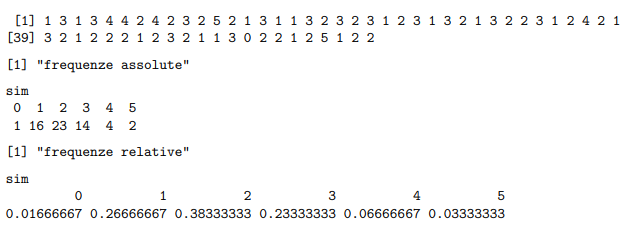 [1] 1 3 1 3 4 4 2 4 2 3 2 5 2 1 3 1 1 3 2 3 2 3 1 2 3 1 3 2 1 3 2 2 3 1 2 4 2 1
[39] 3 2 1 2 2 2 1 2 3 2 1 1 3 0 2 2 1 2 5 1 2 2
[1] "frequenze assolute"
sim
0 1 2 3 4 5
1 16 23 14 4 2
[1] "frequenze relative"
sim
0 1 2 3 4 5
0.01666667 0.26666667 0.38333333 0.23333333 0.06666667 0.03333333